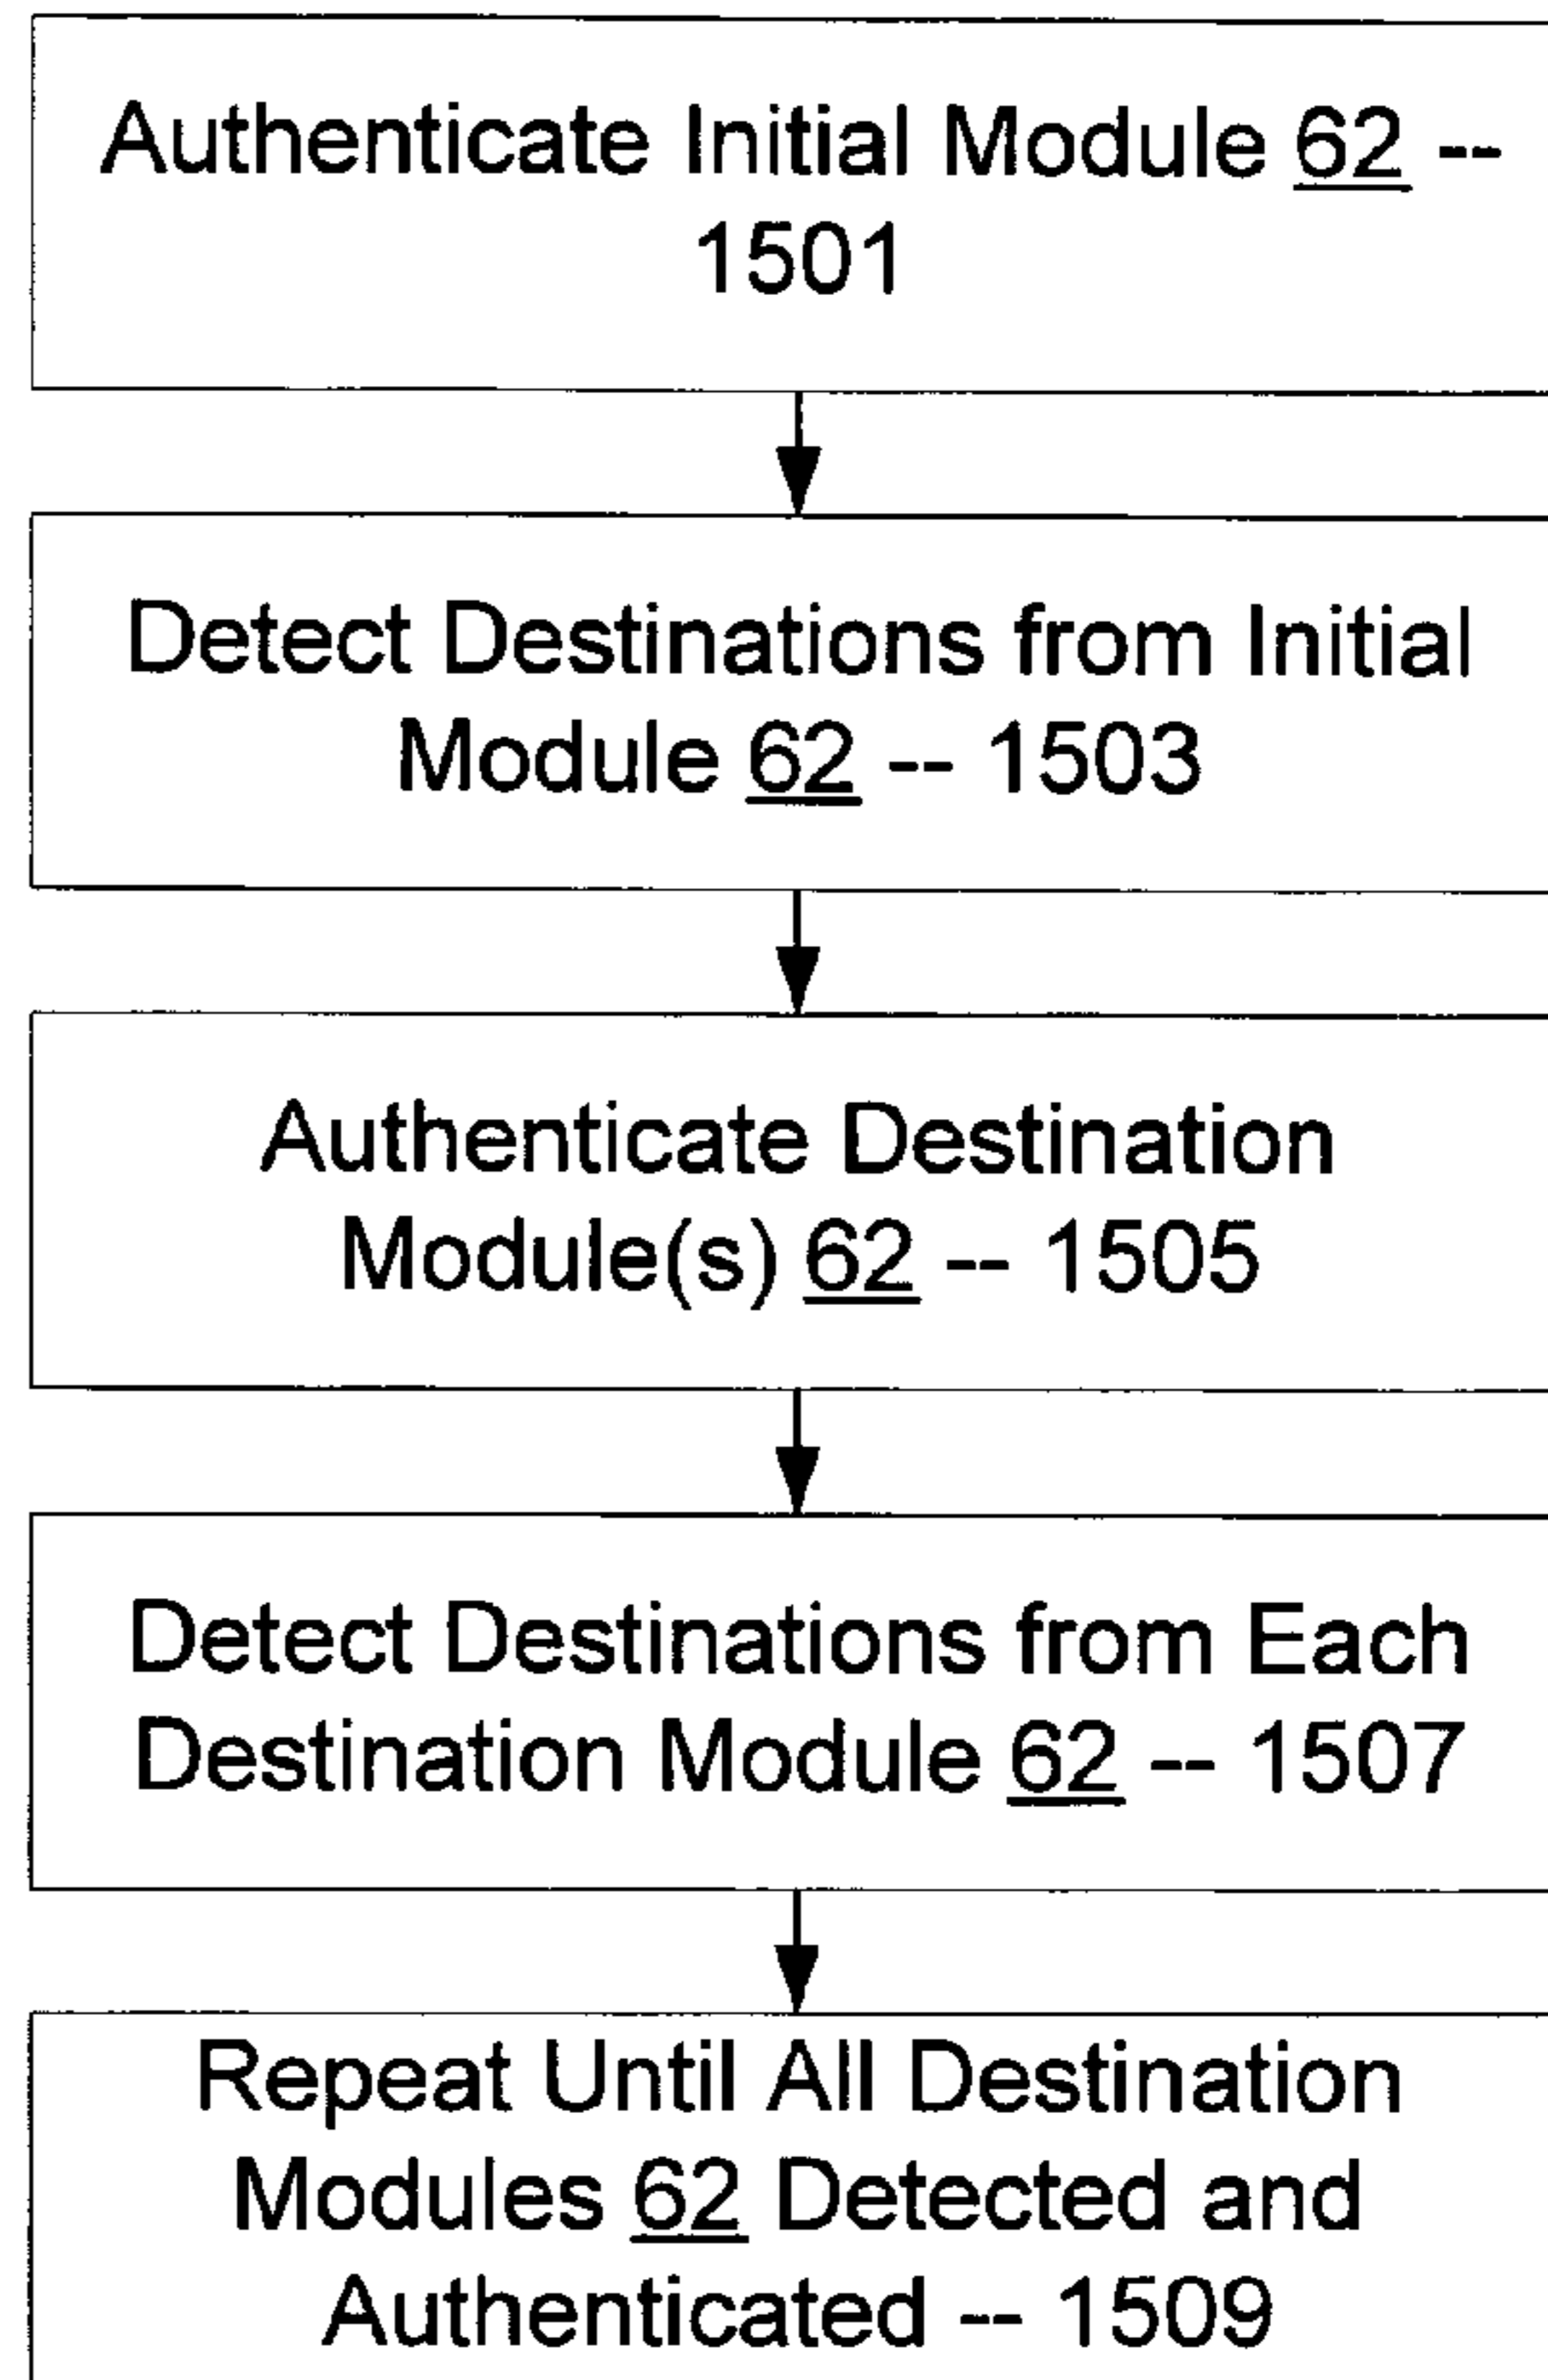 Authenticate Initial Module 62 --
1501
Detect Destinations from Initial
Module 62 -- 1503
Authenticate Destination
Module(s) 62 -- 1505
Detect Destinations from Each
Destination Module 62 -- 1507
Repeat Until All Destination
Modules 62 Detected and
Authenticated -- 1509